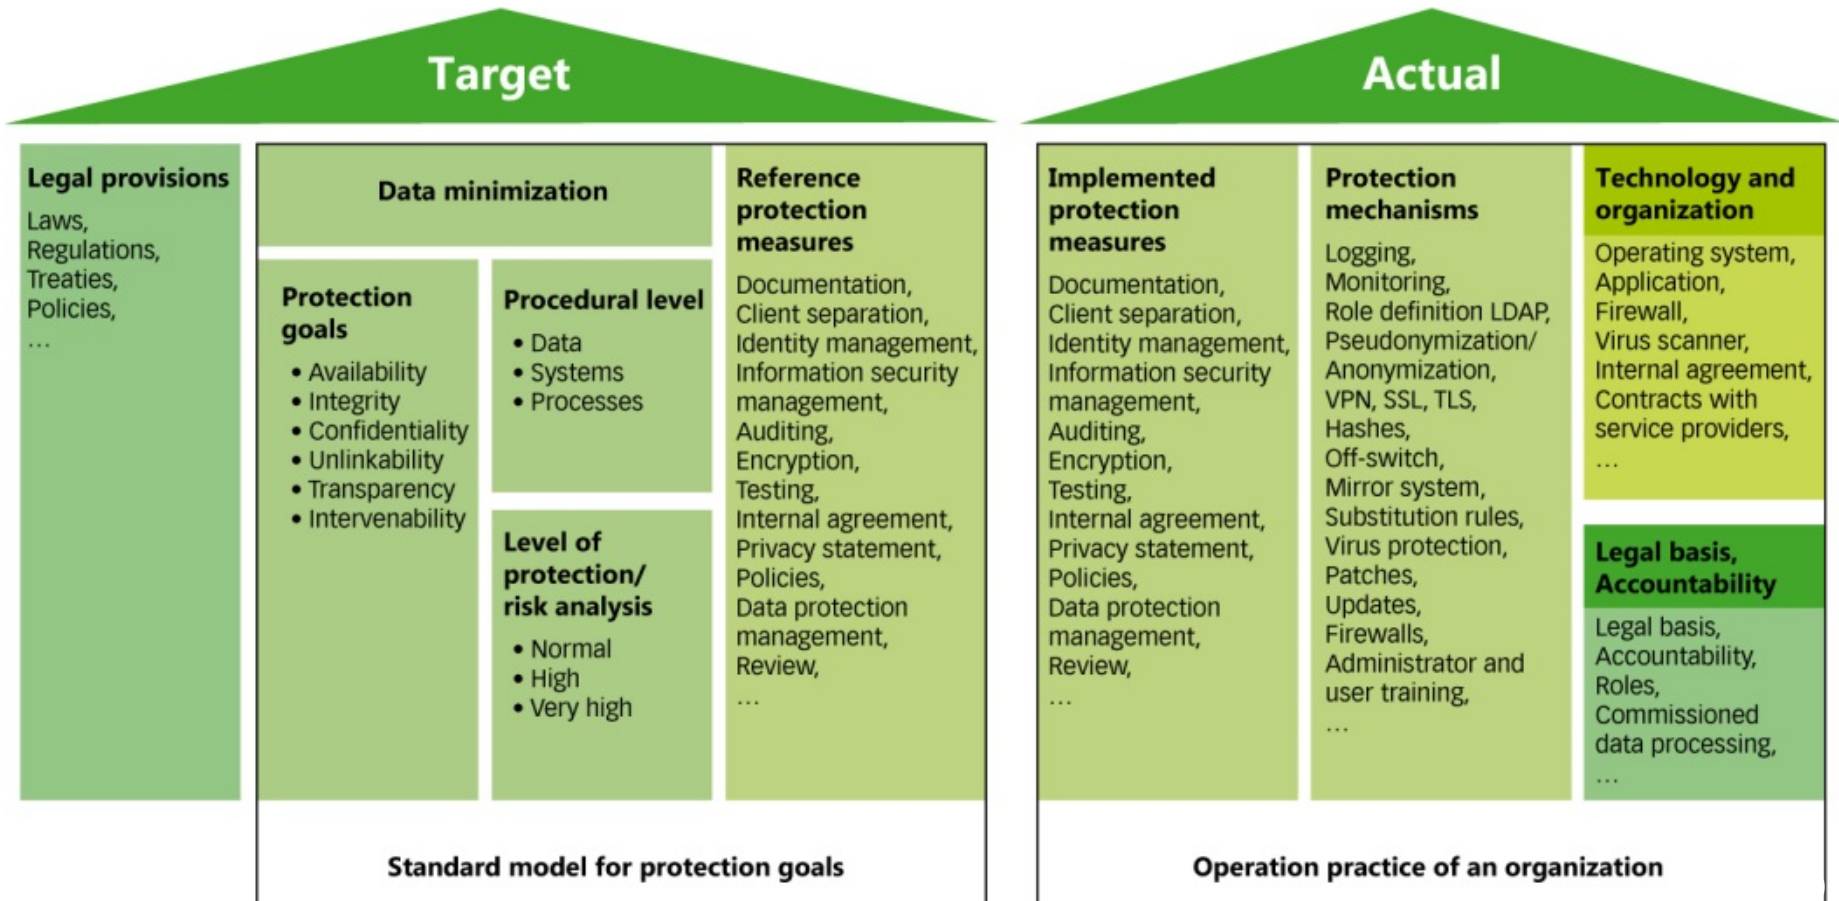 Target
Legal provisions
Laws,
Regulations,
Treaties,
Policies,
...
Data minimization
Protection
goals
• Availability
• Integrity
• Confidentiality
• Unlinkability
• Transparency
• Intervenability
Procedural level
• Data
• Systems
• Processes
Level of
protection/
risk analysis
• Normal
• High
• Very high
Reference
protection
measures
Documentation,
Client separation,
Identity management,
Information security
management,
Auditing,
Encryption,
Testing,
Internal agreement,
Privacy statement,
Policies,
Data protection
management,
Review,
...
Standard model for protection goals
Actual
Implemented
protection
measures
Documentation,
Client separation,
Identity management,
Information security
management,
Auditing,
Encryption,
Testing,
Internal agreement,
Privacy statement,
Policies,
Data protection
management,
Review,
...
Protection
mechanisms
Logging,
Monitoring,
Role definition LDAP,
Pseudonymization/
Anonymization,
VPN, SSL, TLS,
Hashes,
Off-switch,
Mirror system,
Substitution rules,
Virus protection,
Patches,
Updates,
Firewalls,
Administrator and
user training,
...
Technology and
organization
Operating system,
Application,
Firewall,
Virus scanner,
Internal agreement,
Contracts with
service providers,
...
Legal basis,
Accountability
Legal basis,
Accountability,
Roles,
Commissioned
data processing,
...
Operation practice of an organization